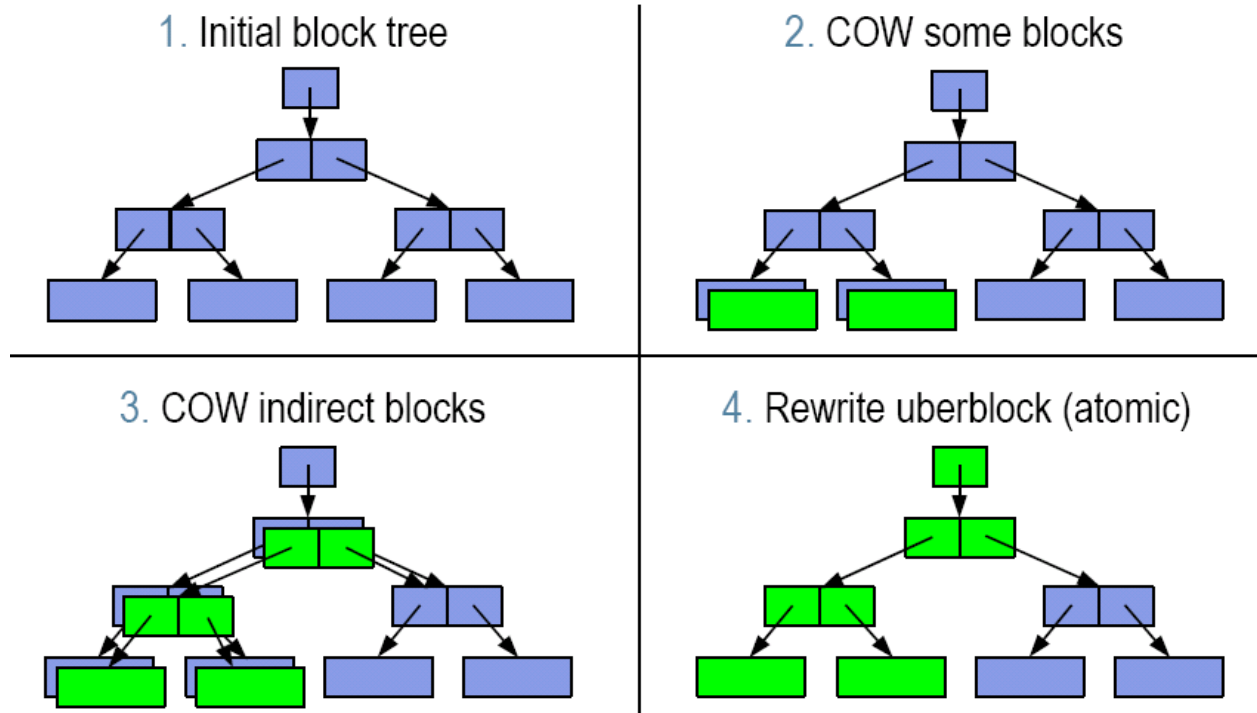 1. Initial block tree
2. COW some blocks
3. COW indirect blocks
4. Rewrite uberblock (atomic)